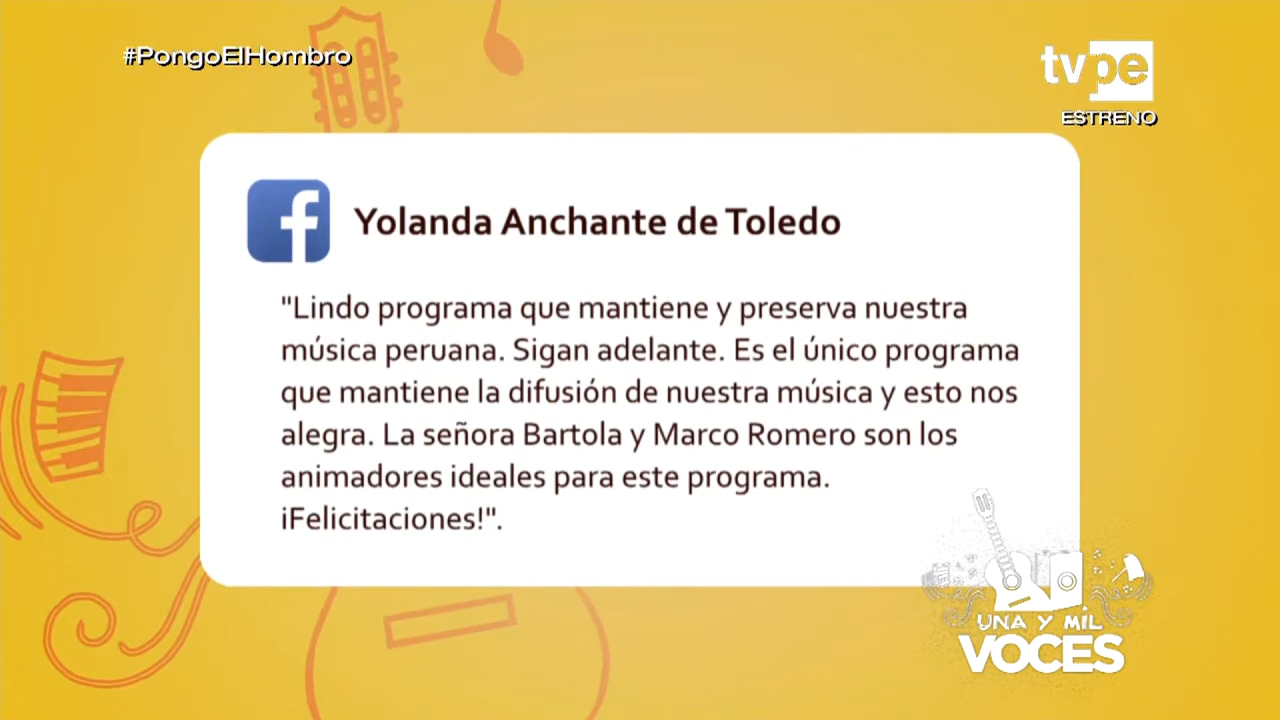 #PongoElHombro
tvpe
ESTRENO
Yolanda Anchante de Toledo
"Lindo programa que mantiene y preserva nuestra
música peruana. Sigan adelante. Es el único programa
que mantiene la difusión de nuestra música y esto nos
alegra. La señora Bartola y Marco Romero son los
animadores ideales para este programa.
¡Felicitaciones!".
UNA Y MIL
VOCES